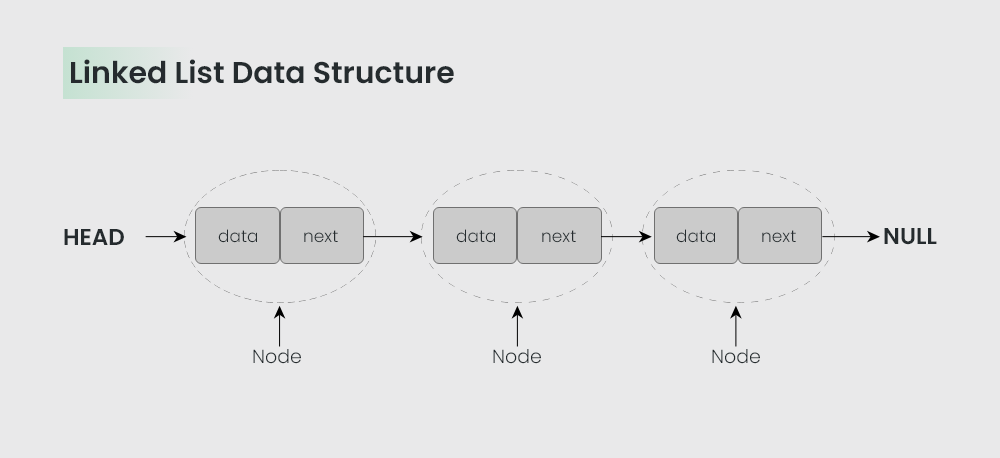 Linked List Data Structure
HEAD data next data next data next NULL
Node Node Node